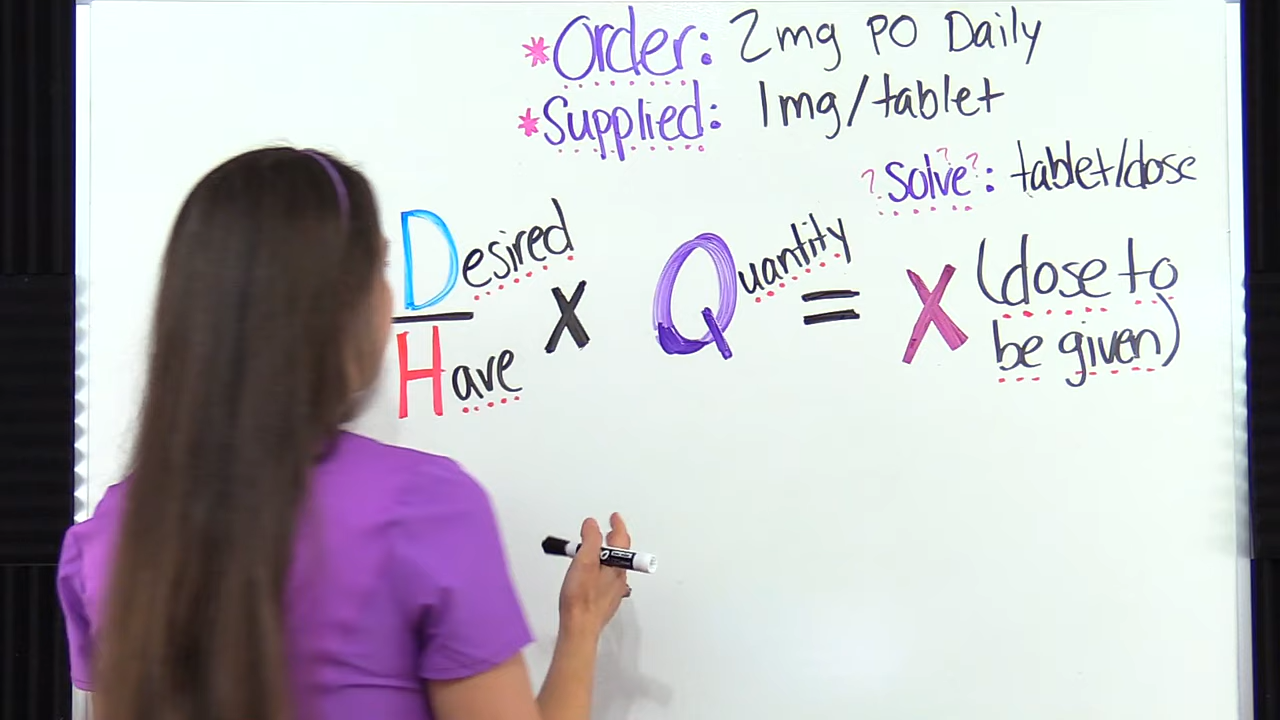 *Order: 2mg PO Daily
*Supplied: 1mg/tablet
?Solve?: tablet/dose
Desired
Have
X
Quantity
=
X (dose to
be given)